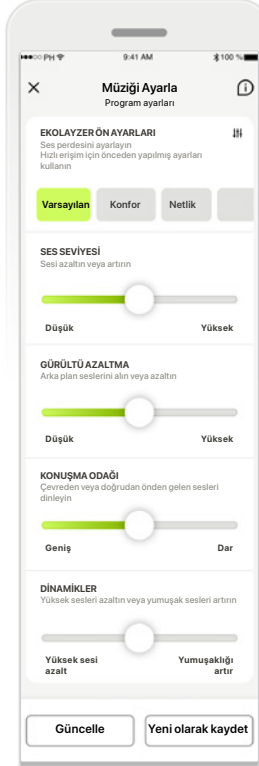 PH 9:41 AM 100 %
Müziği Ayarla
Program ayarları
EKOLAYZER ÖN AYARLARI
Ses perdesini ayarlayın
Hızlı erişim için önceden yapılmış ayarları
kullanın
Varsayılan Konfor Netlik
SES SEVİYESİ
Sesi azaltın veya artırın
Düşük Yüksek
GÜRÜLTÜ AZALTMA
Arka plan seslerini alın veya azaltın
Düşük Yüksek
KONUŞMA ODAĞI
Çevreden veya doğrudan önden gelen sesleri
dinleyin
Geniş Dar
DİNAMİKLER
Yüksek sesleri azaltın veya yumuşak sesleri artırın
Yüksek sesi Yumuşaklığı
azalt artır
Güncelle Yeni olarak kaydet